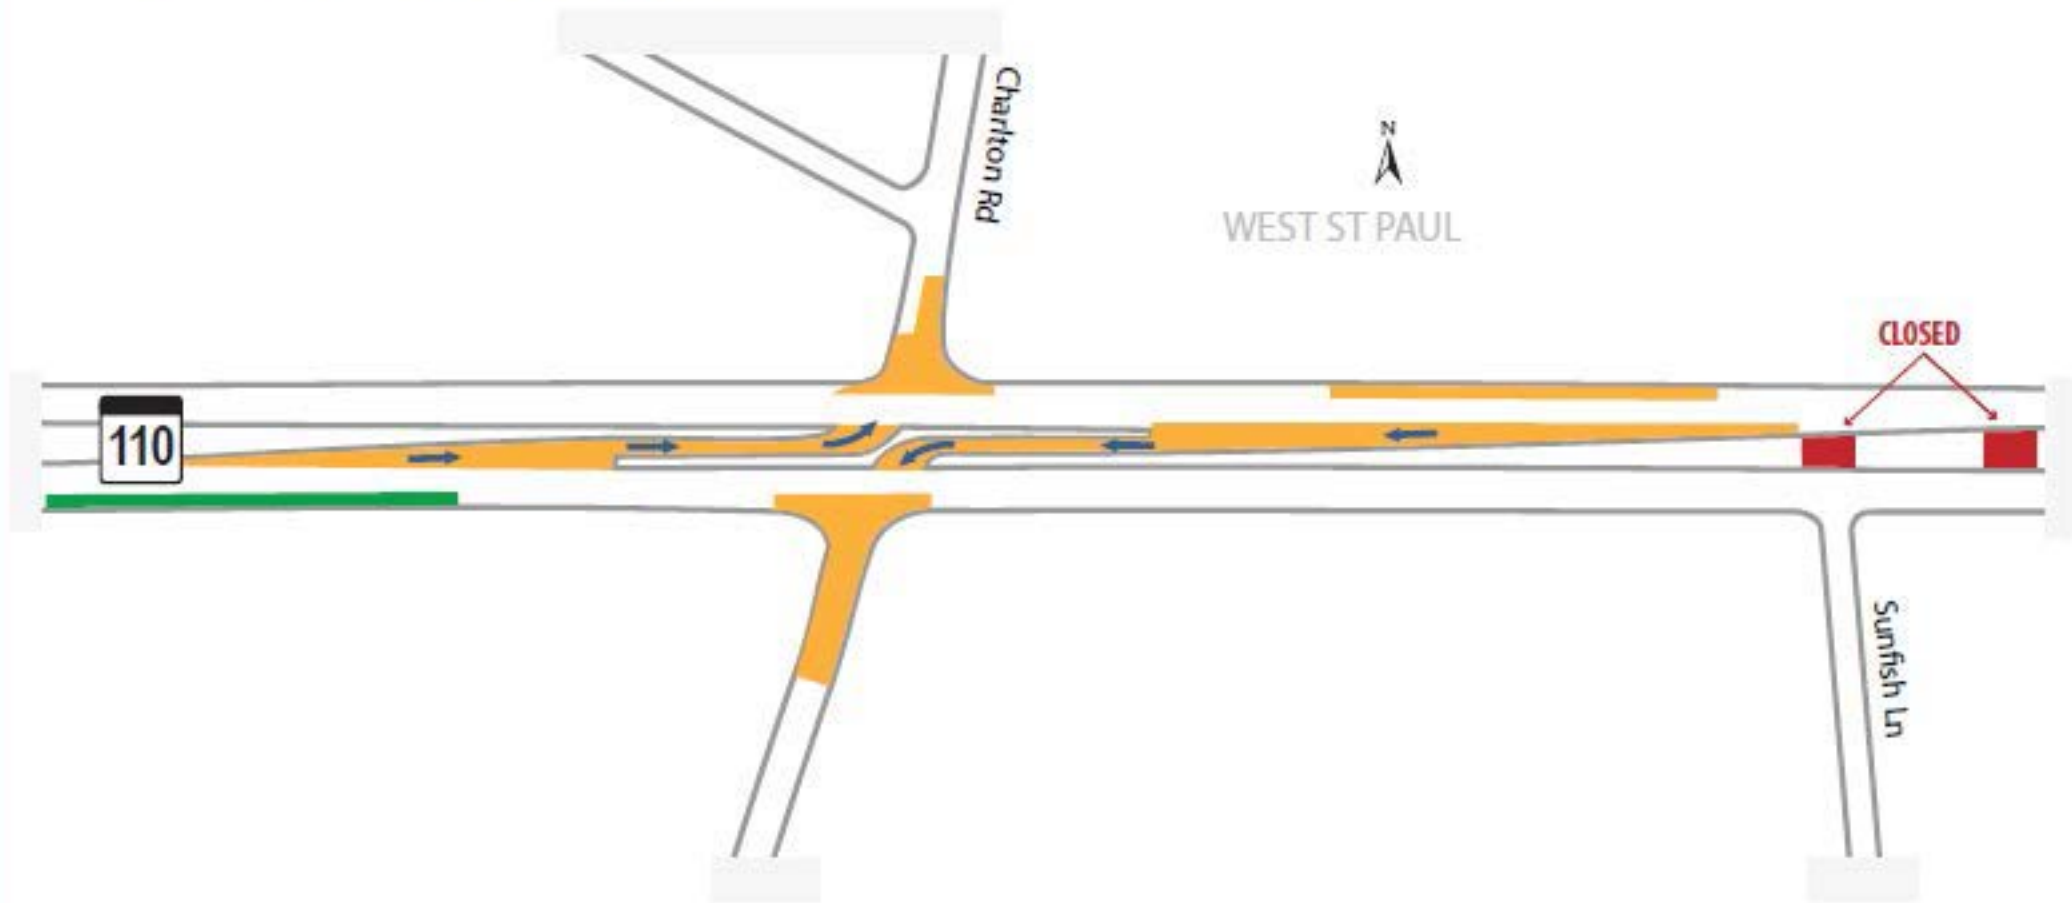 Charlton Rd
N
WEST ST PAUL
CLOSED
110
Sunfish Ln